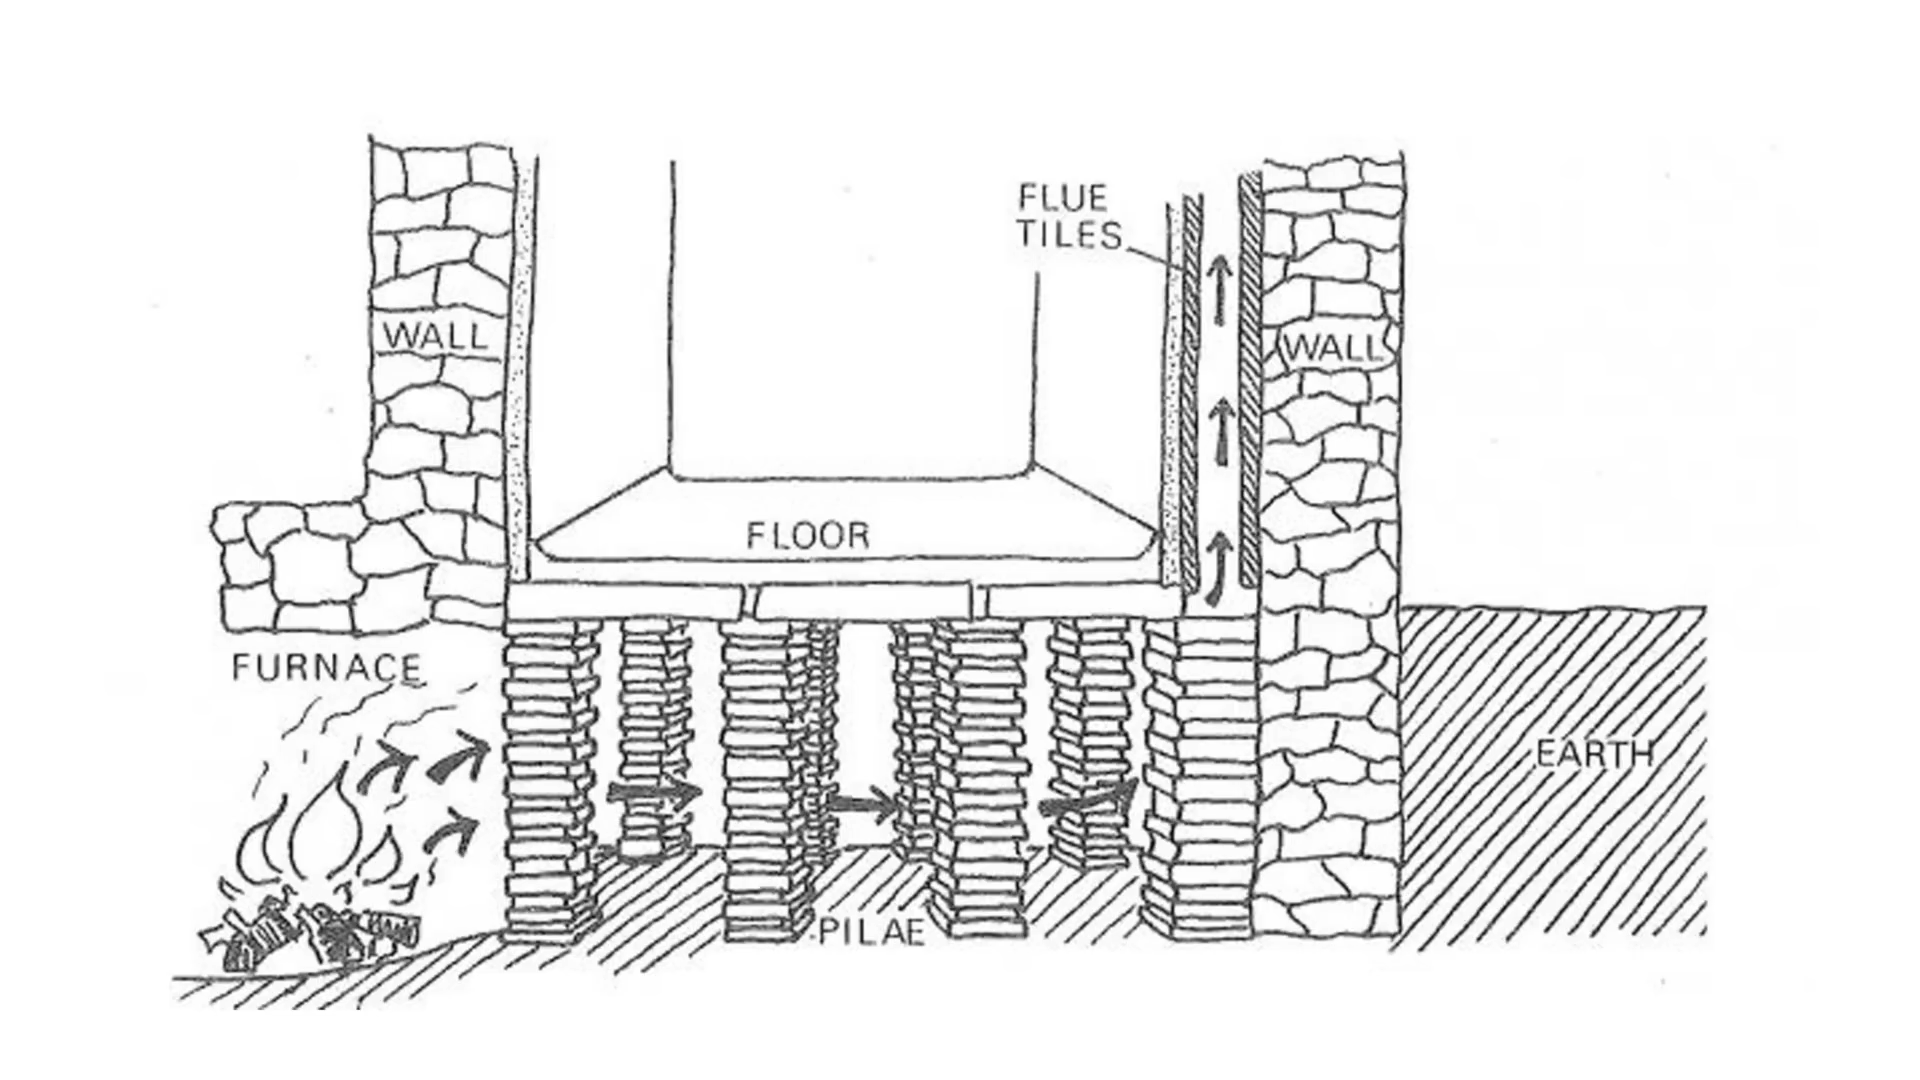 FLUE
TILES
WALL
WALL
FLOOR
FURNACE
EARTH
PILAE